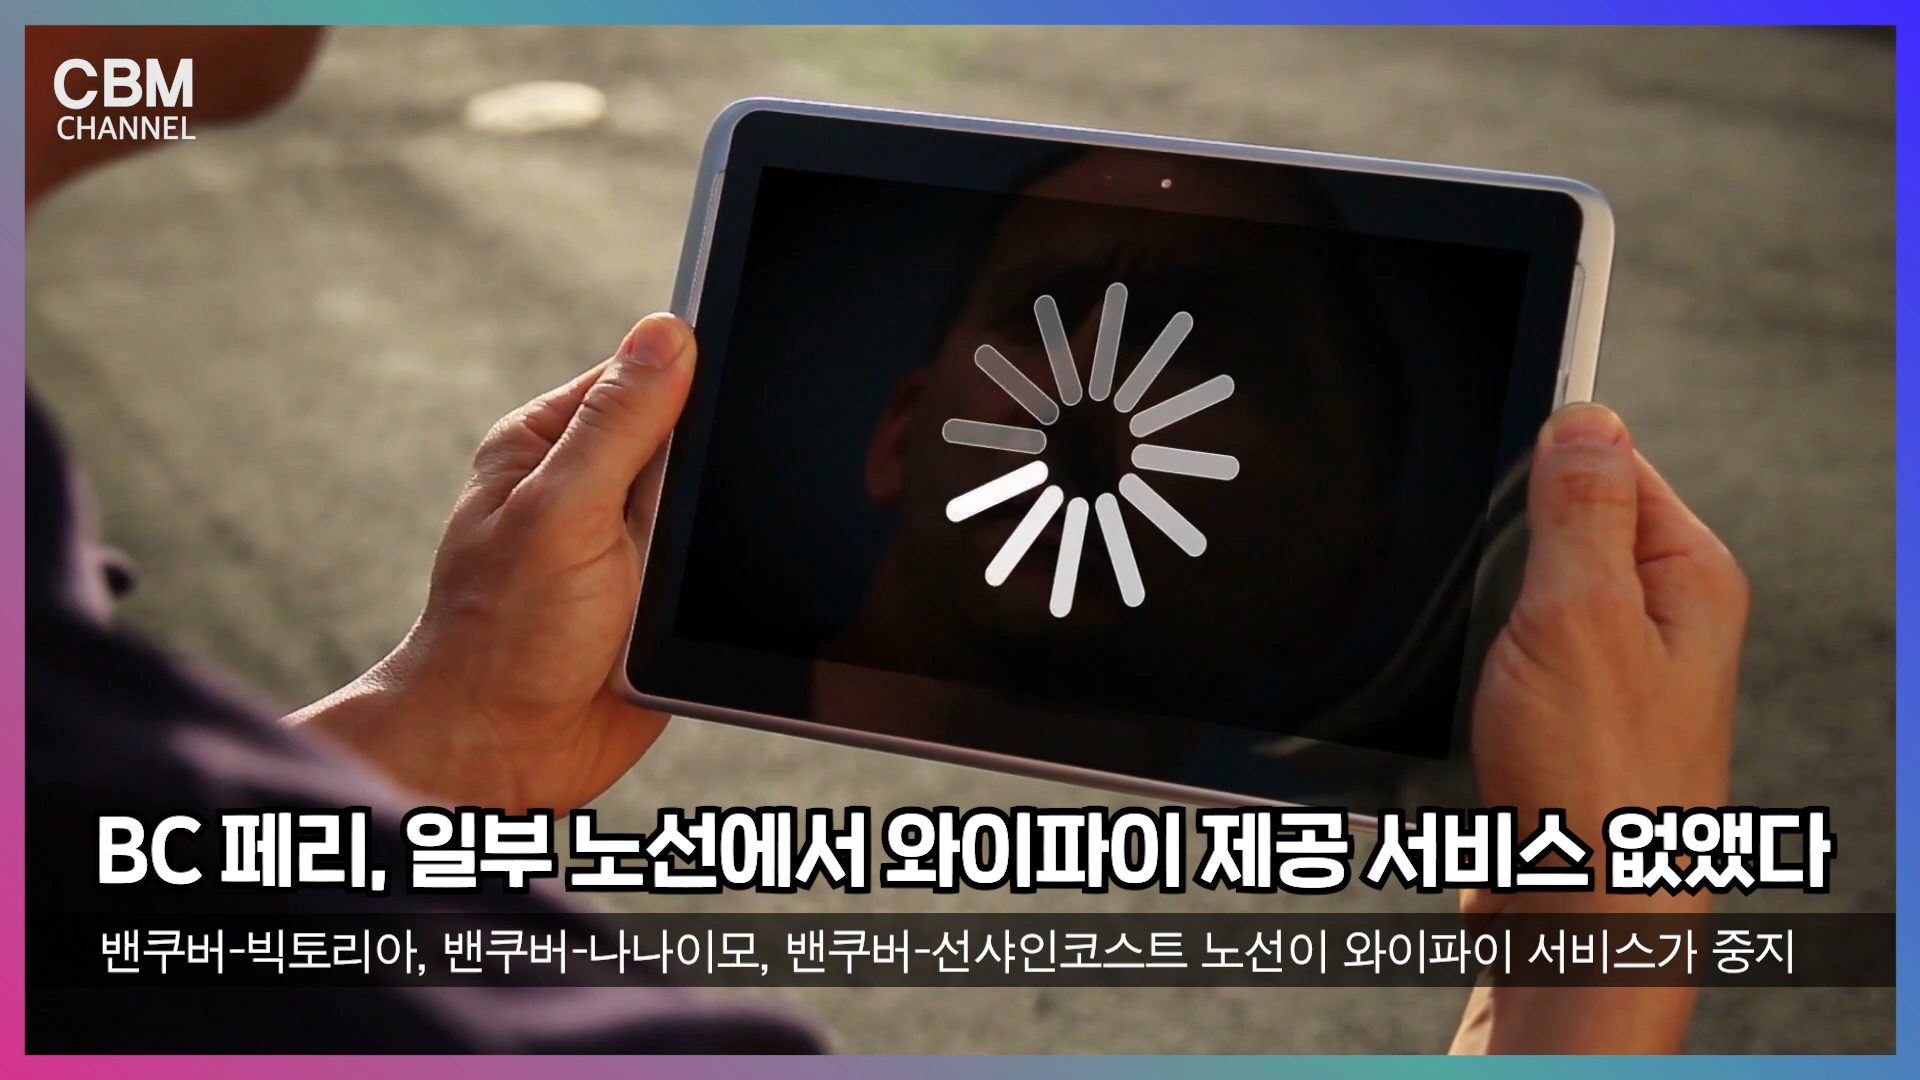 CBM
CHANNEL
BC 페리, 일부 노선에서 와이파이 제공 서비스 없앴다
밴쿠버-빅토리아, 밴쿠버-나나이모, 밴쿠버-선샤인코스트 노선이 와이파이 서비스가 중지